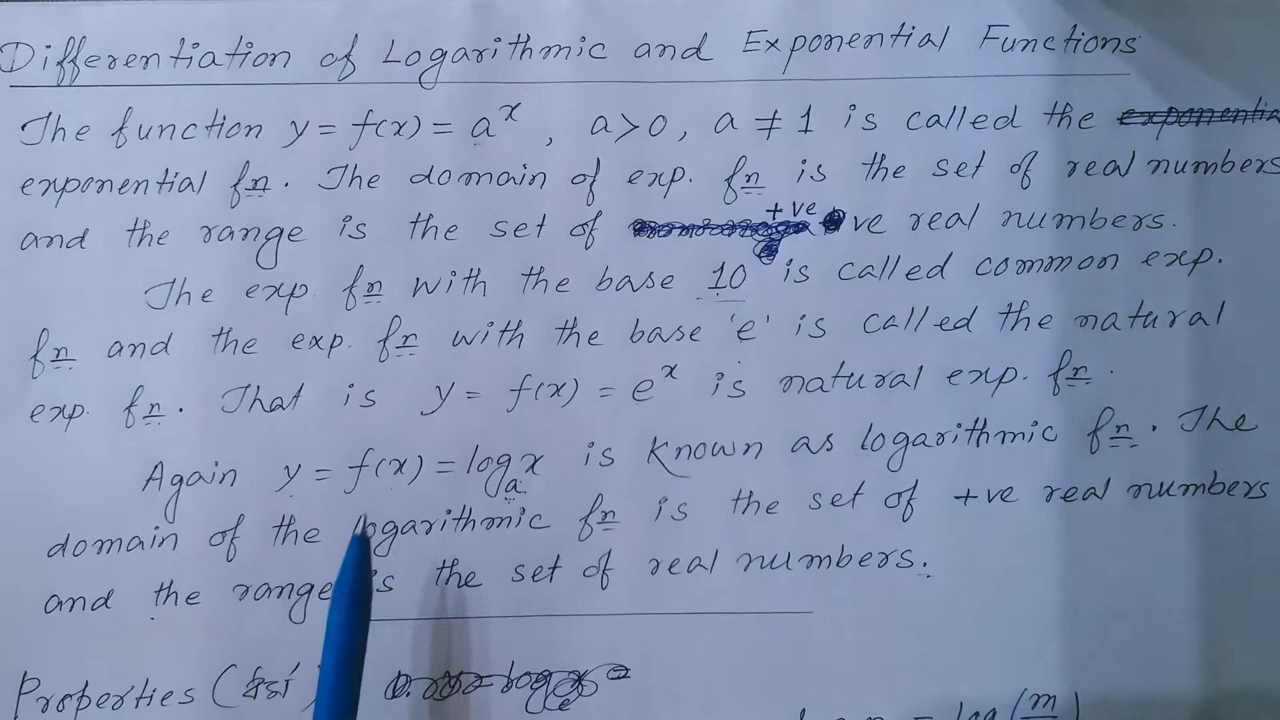 Differentiation of Logarithmic and Exponential Functions
The function y = f(x) = a^x , a>0, a ≠ 1 is called the
exponential fn. The domain of exp. fn is the set of real numbers
and the range is the set of +ve real numbers.
The exp. fn with the base 10 is called common exp.
fn and the exp. fn with the base 'e' is called the natural
exp. fn. That is y = f(x) = e^x is natural exp. fn.
Again y = f(x) = log_a x is known as logarithmic fn. The
domain of the logarithmic fn is the set of +ve real numbers
and the range is the set of real numbers.
Properties (